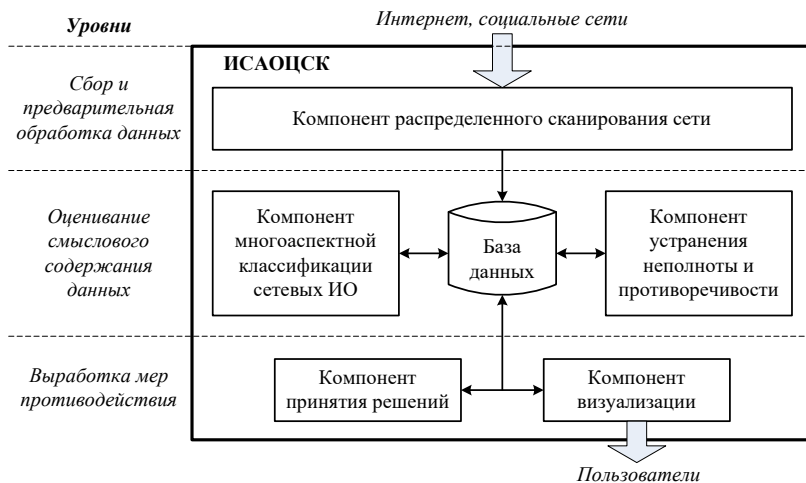 Уровни
Интернет, социальные сети
ИСАОЦСК
Сбор и
предварительная
обработка данных
Компонент распределенного сканирования сети
Оценивание
смыслового
содержания
данных
Компонент
многоаспектной
классификации
сетевых ИО
База
данных
Компонент
устранения
неполноты и
противоречивости
Выработка мер
противодействия
Компонент
принятия решений
Компонент
визуализации
Пользователи